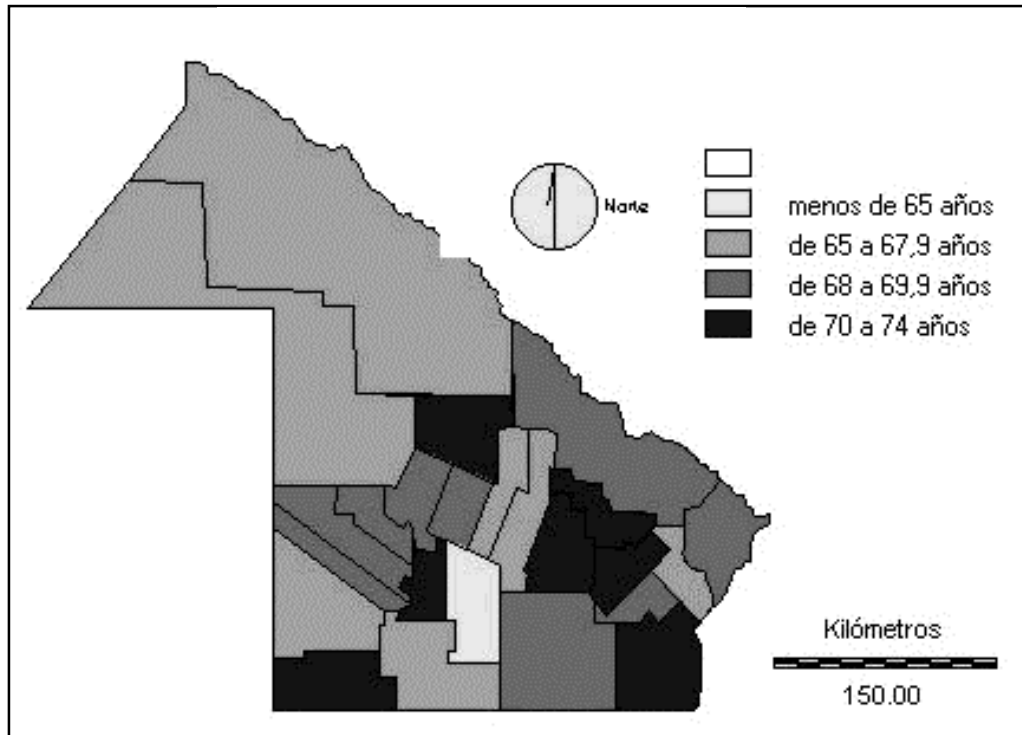 Norte
menos de 65 años
de 65 a 67,9 años
de 68 a 69,9 años
de 70 a 74 años
Kilómetros
150.00